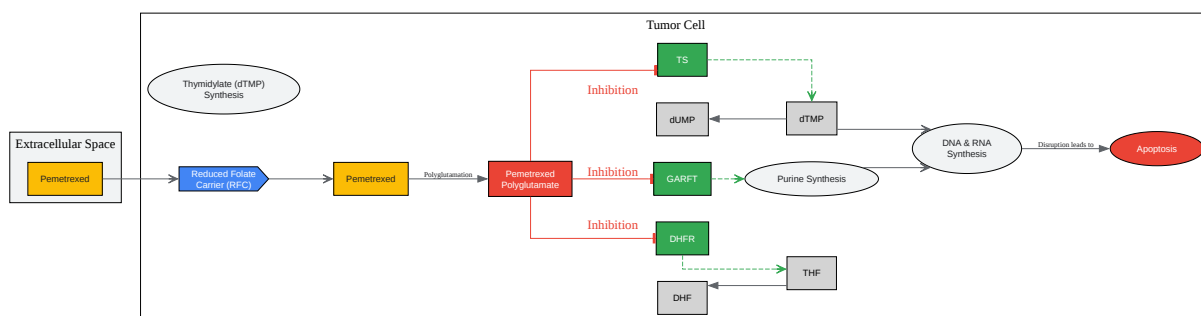 Tumor Cell
TS
Thymidylate (dTMP)
Synthesis
Inhibition
dUMP
dTMP
Extracellular Space
DNA & RNA
Synthesis
Disruption leads to
Apoptosis
Pemetrexed
Reduced Folate
Carrier (RFC)
Pemetrexed
Polyglutamation
Pemetrexed
Polyglutamate
Inhibition
GARFT
Purine Synthesis
Inhibition
DHFR
THF
DHF